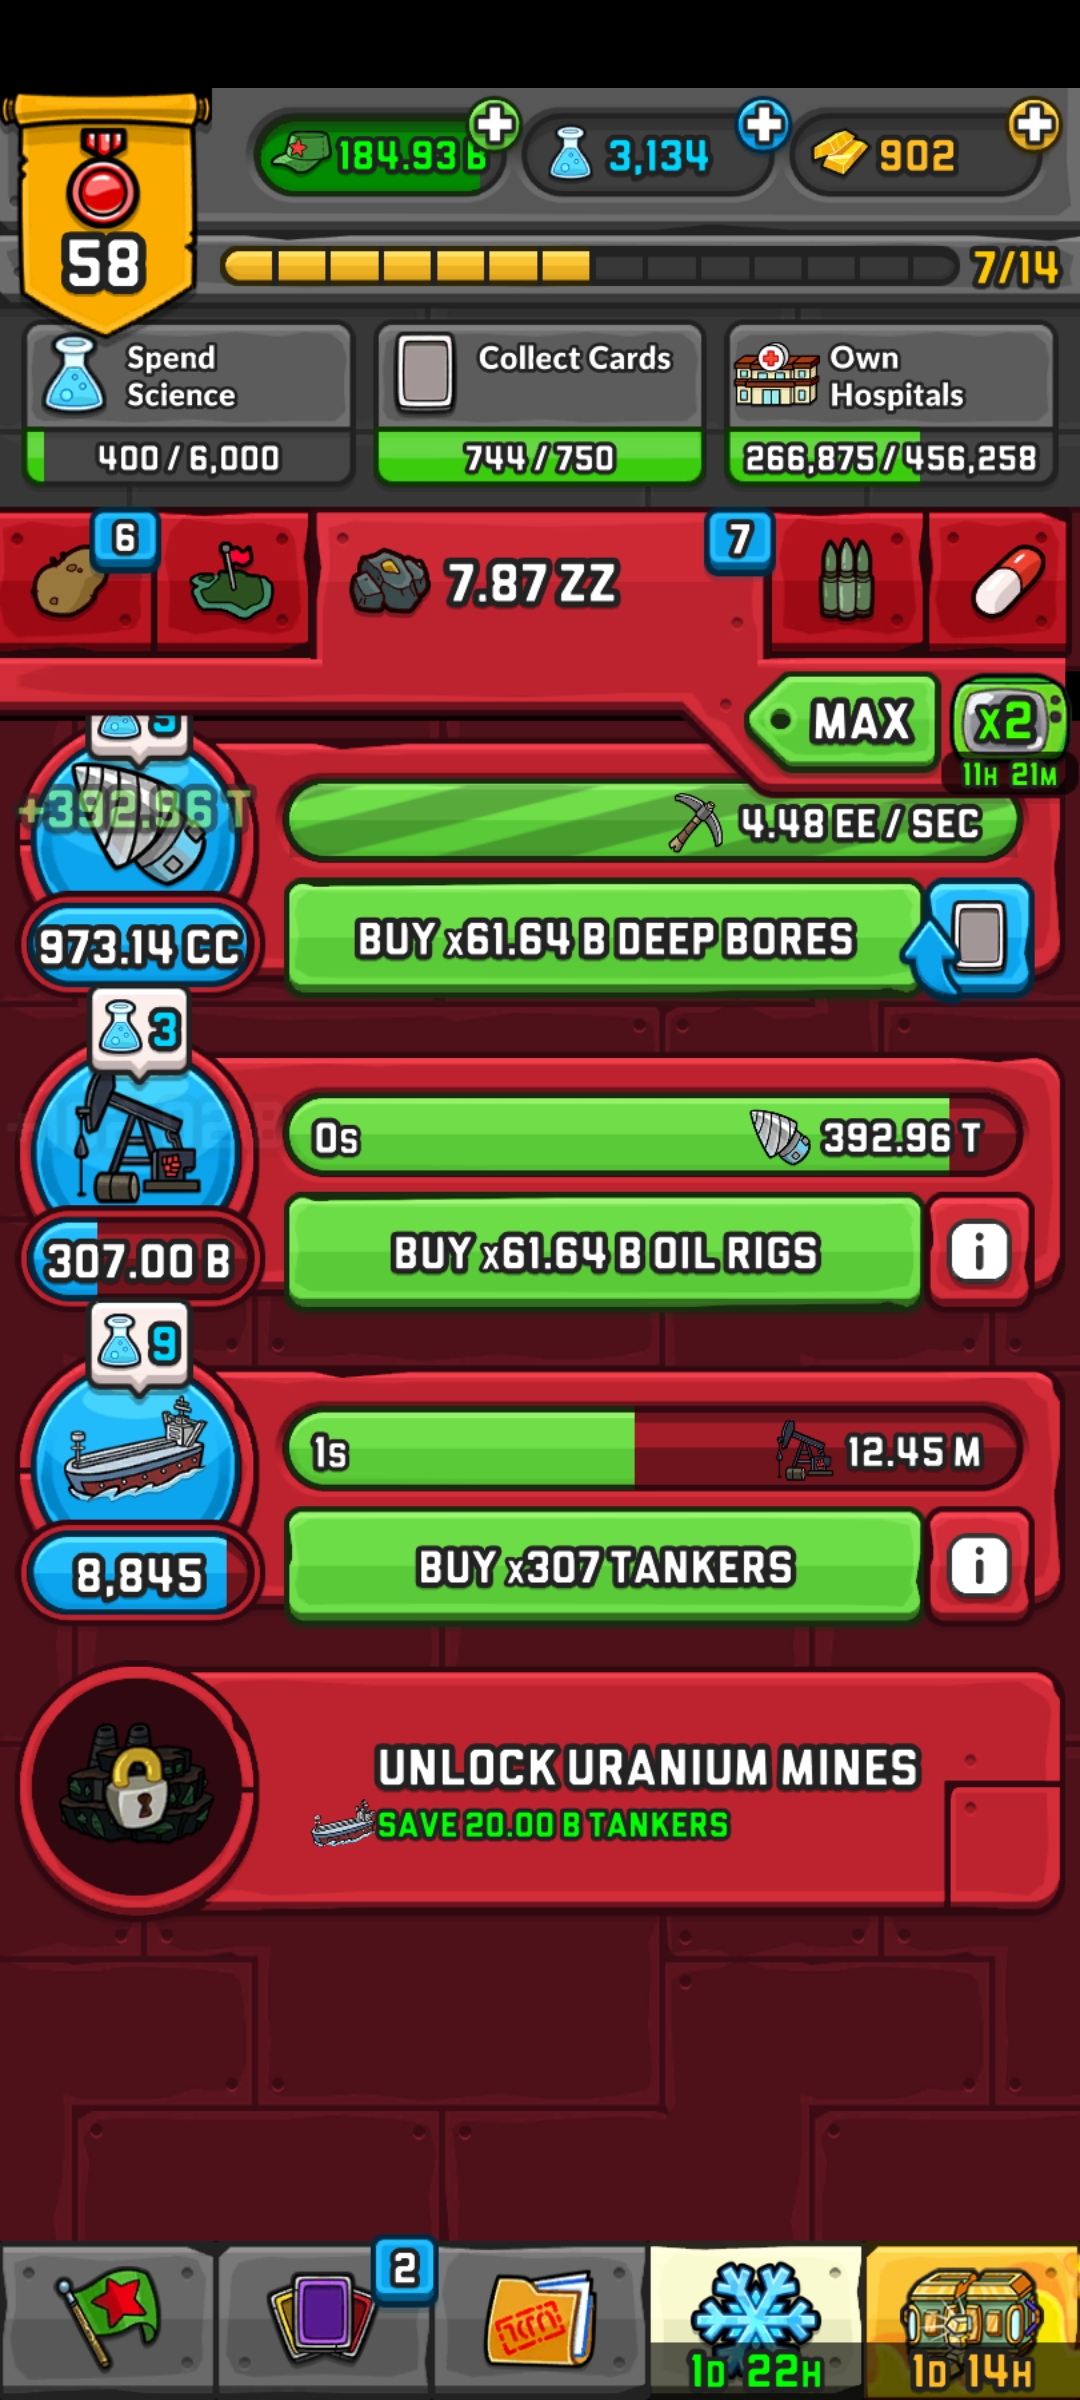 184.93 B
3,134
902
58
7/14
Spend
Science
400 / 6,000
Collect Cards
744 / 750
Own
Hospitals
266,875 / 456,258
6
7.87 ZZ
7
MAX
x2
11H 21M
+392.96 T
4.48 EE / SEC
973.14 CC
BUY x61.64 B DEEP BORES
3
0s
392.96 T
307.00 B
BUY x61.64 B OIL RIGS
i
9
1s
12.45 M
8,845
BUY x307 TANKERS
i
UNLOCK URANIUM MINES
SAVE 20.00 B TANKERS
2
1D 22H
1D 14H